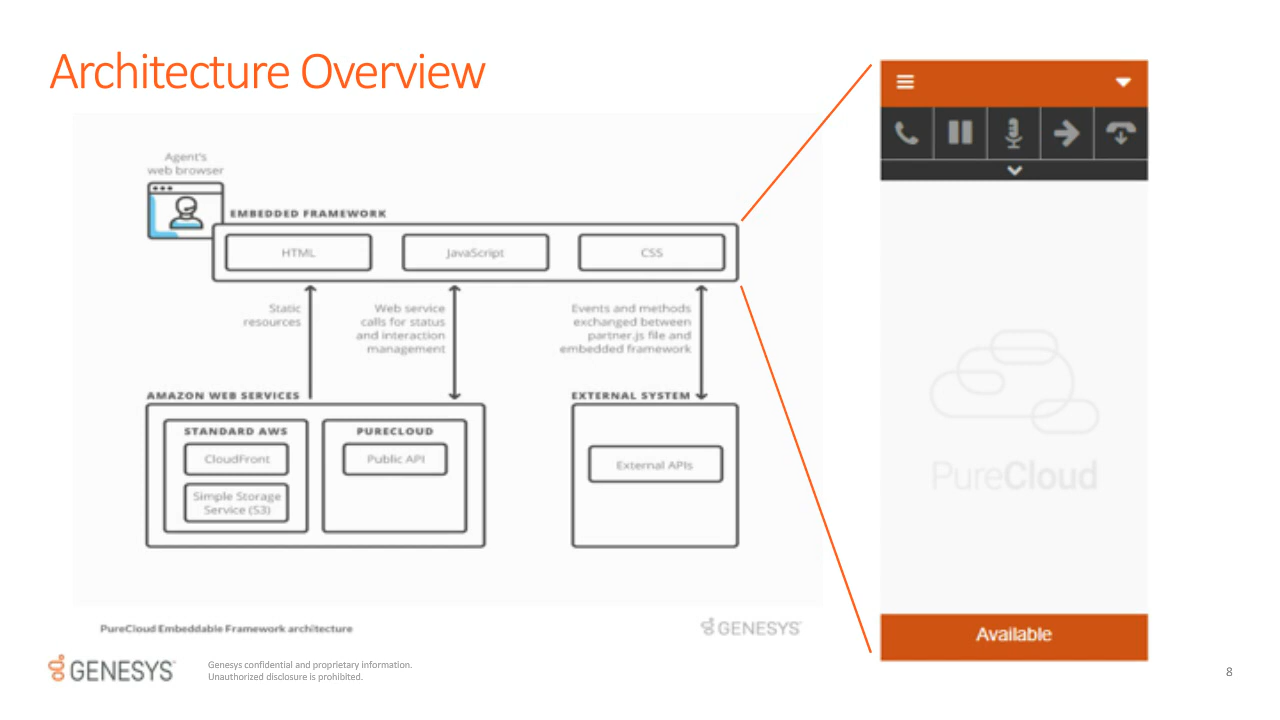 Architecture Overview
Agent's
web browser
EMBEDDED FRAMEWORK
HTML
JavaScript
CSS
Static
resources
Web service
calls for status
and interaction
management
Events and methods
exchanged between
partner.js file and
embedded framework
AMAZON WEB SERVICES
STANDARD AWS
CloudFront
Simple Storage
Service (S3)
PURECLOUD
Public API
EXTERNAL SYSTEM
External APIs
PureCloud Embeddable Framework architecture
GENESYS
PureCloud
Available
GENESYS
Genesys confidential and proprietary information.
Unauthorized disclosure is prohibited.
8